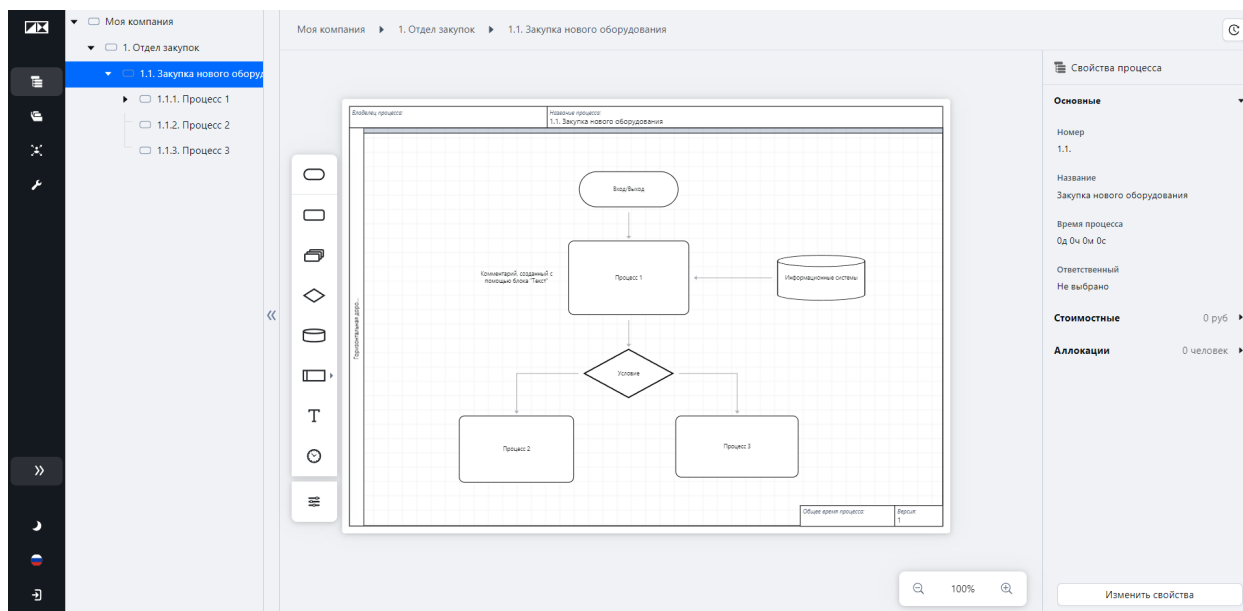 Моя компания
1. Отдел закупок
1.1. Закупка нового оборуд
1.1.1. Процесс 1
1.1.2. Процесс 2
1.1.3. Процесс 3
Моя компания
1. Отдел закупок
1.1. Закупка нового оборудования
Владелец процесса:
Название процесса:
1.1. Закупка нового оборудования
Горизонтальная доро...
Вход/Выход
Комментарий, созданный с
помощью блока "Текст"
Процесс 1
Информационные системы
Условие
Процесс 2
Процесс 3
Общее время процесса:
Версия:
1
T
100%
Свойства процесса
Основные
Номер
1.1.
Название
Закупка нового оборудования
Время процесса
0д 0ч 0м 0с
Ответственный
Не выбрано
Стоимостные
0 руб
Аллокации
0 человек
Изменить свойства